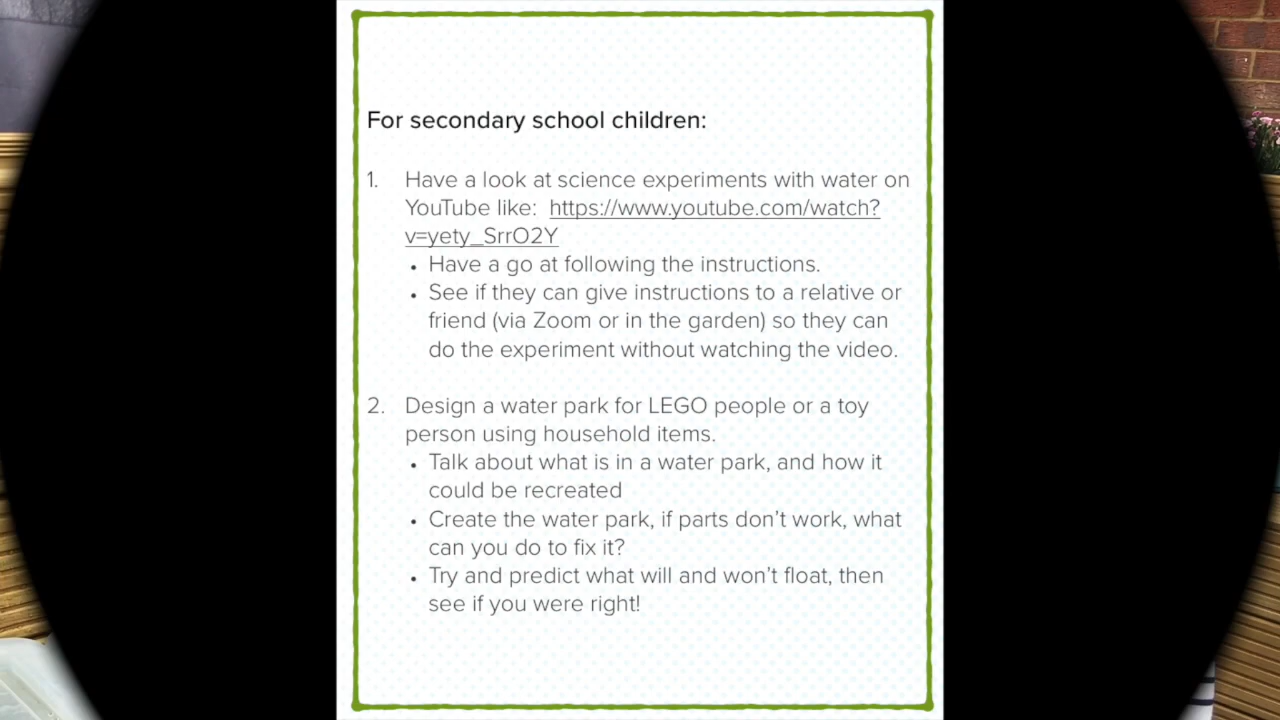 For secondary school children:
1. Have a look at science experiments with water on
YouTube like: https://www.youtube.com/watch?
v=yety_SrrO2Y
• Have a go at following the instructions.
• See if they can give instructions to a relative or
friend (via Zoom or in the garden) so they can
do the experiment without watching the video.
2. Design a water park for LEGO people or a toy
person using household items.
• Talk about what is in a water park, and how it
could be recreated
• Create the water park, if parts don’t work, what
can you do to fix it?
• Try and predict what will and won’t float, then
see if you were right!